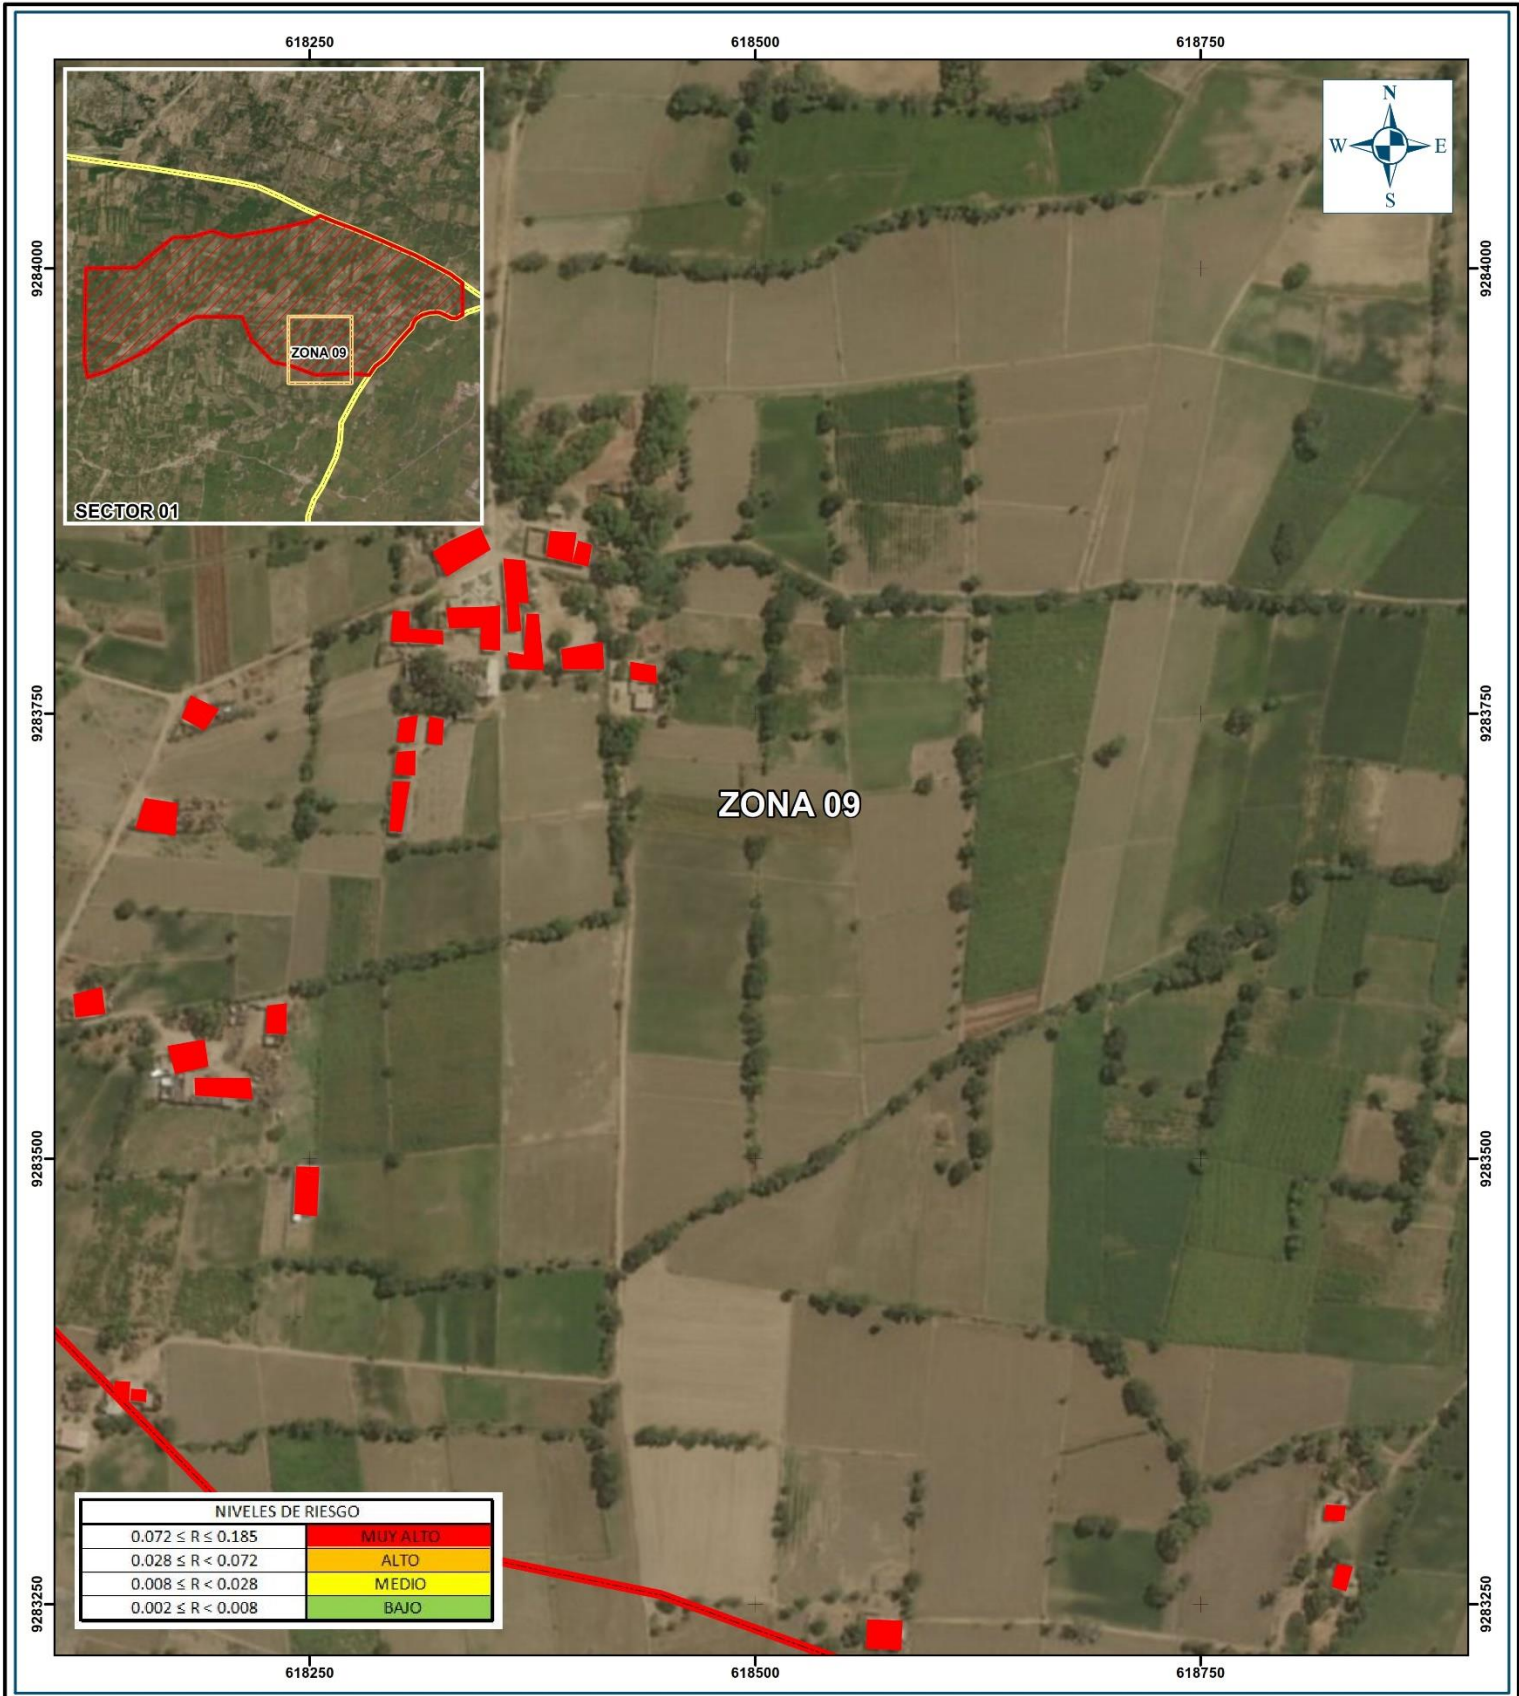 618250
618500
618750
N
W
E
S
9284000
9284000
ZONA 09
SECTOR 01
9283750
9283750
ZONA 09
9283500
9283500
NIVELES DE RIESGO
0.072 ≤ R ≤ 0.185 MUY ALTO
0.028 ≤ R < 0.072 ALTO
0.008 ≤ R < 0.028 MEDIO
0.002 ≤ R < 0.008 BAJO
9283250
9283250
618250
618500
618750